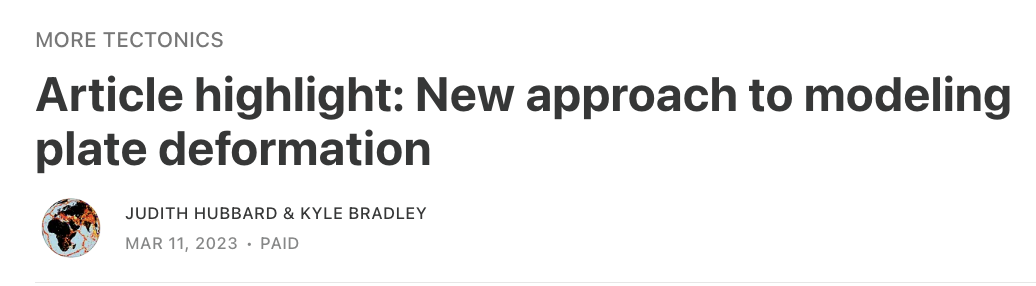 MORE TECTONICS
Article highlight: New approach to modeling
plate deformation
JUDITH HUBBARD & KYLE BRADLEY
MAR 11, 2023 • PAID